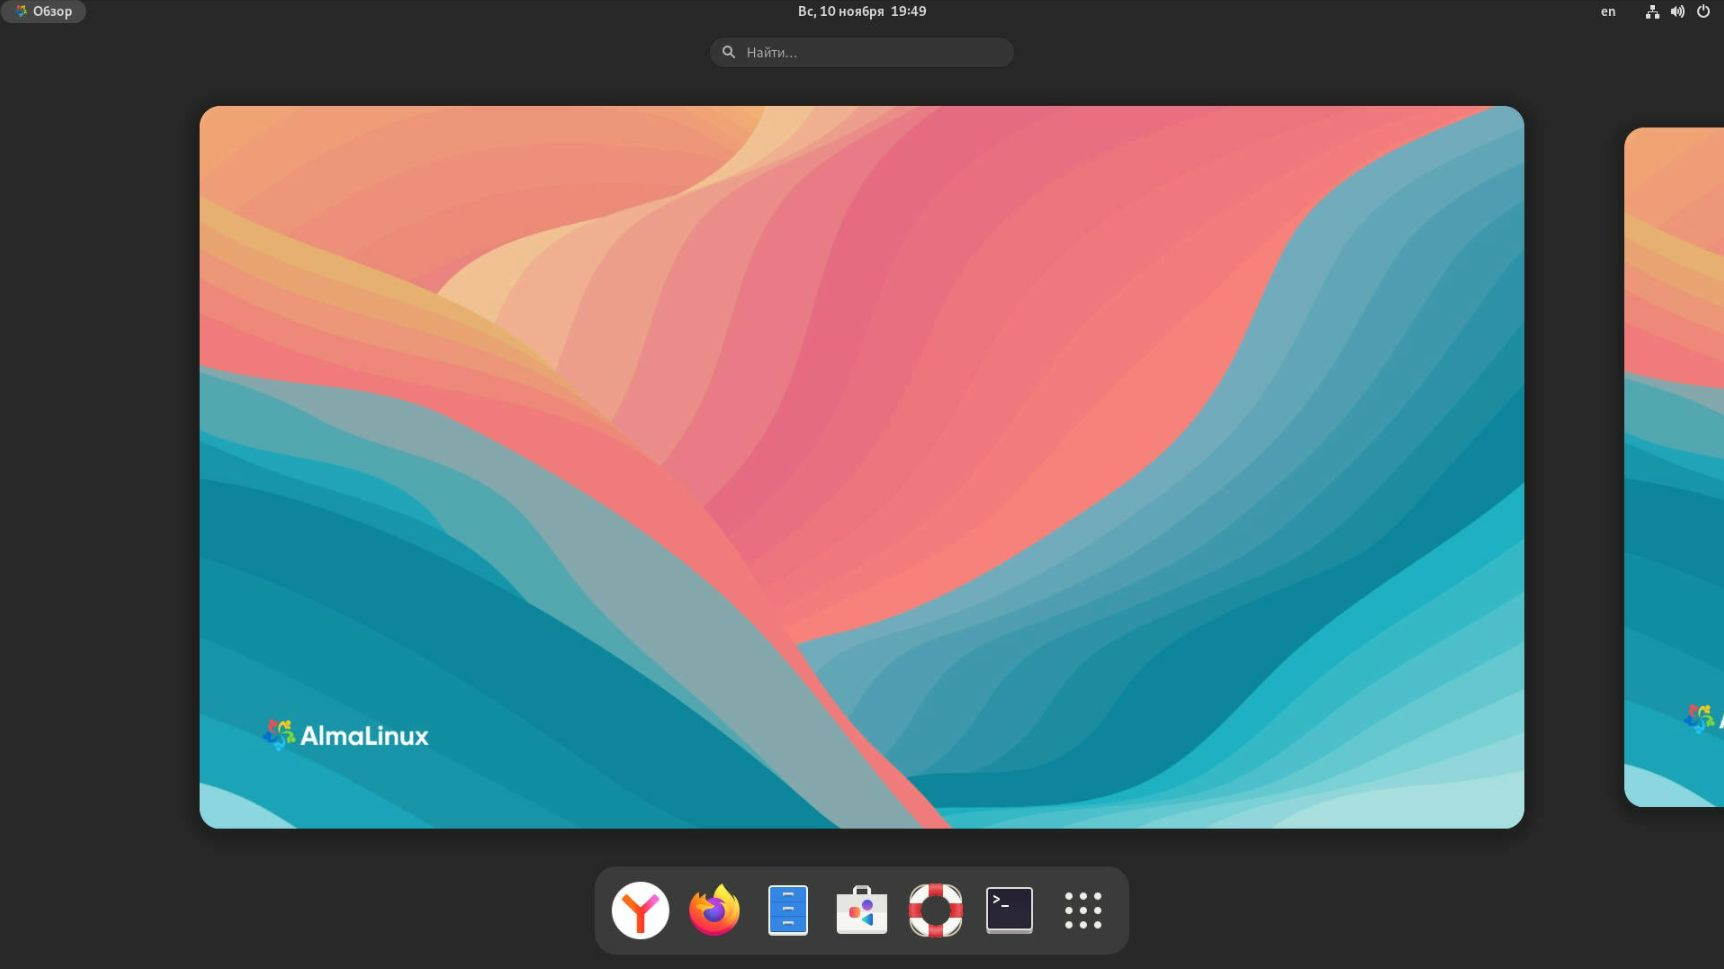 Обзор
Вс, 10 ноября 19:49
en
Найти...
AlmaLinux
>_